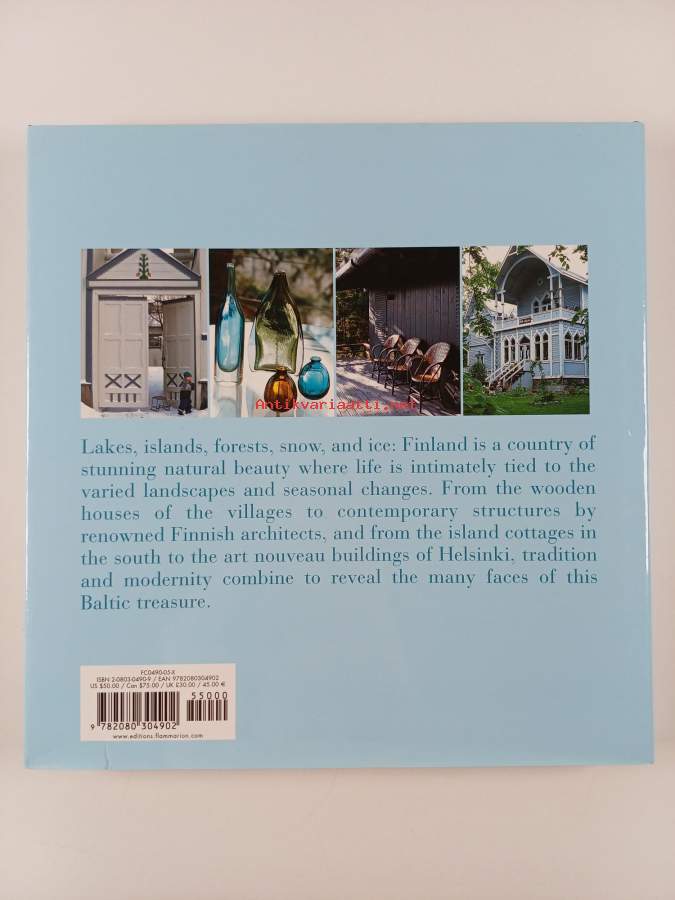 Antikvariaatti.net
Lakes, islands, forests, snow, and ice: Finland is a country of
stunning natural beauty where life is intimately tied to the
varied landscapes and seasonal changes. From the wooden
houses of the villages to contemporary structures by
renowned Finnish architects, and from the island cottages in
the south to the art nouveau buildings of Helsinki, tradition
and modernity combine to reveal the many faces of this
Baltic treasure.
FC0490-05-X
ISBN 2-0803-0490-9 / EAN 9782080304902
US $50.00 / Can $75.00 / UK £30.00 / 45.00 €
55000
9 782080 304902
www.editions.flammarion.com